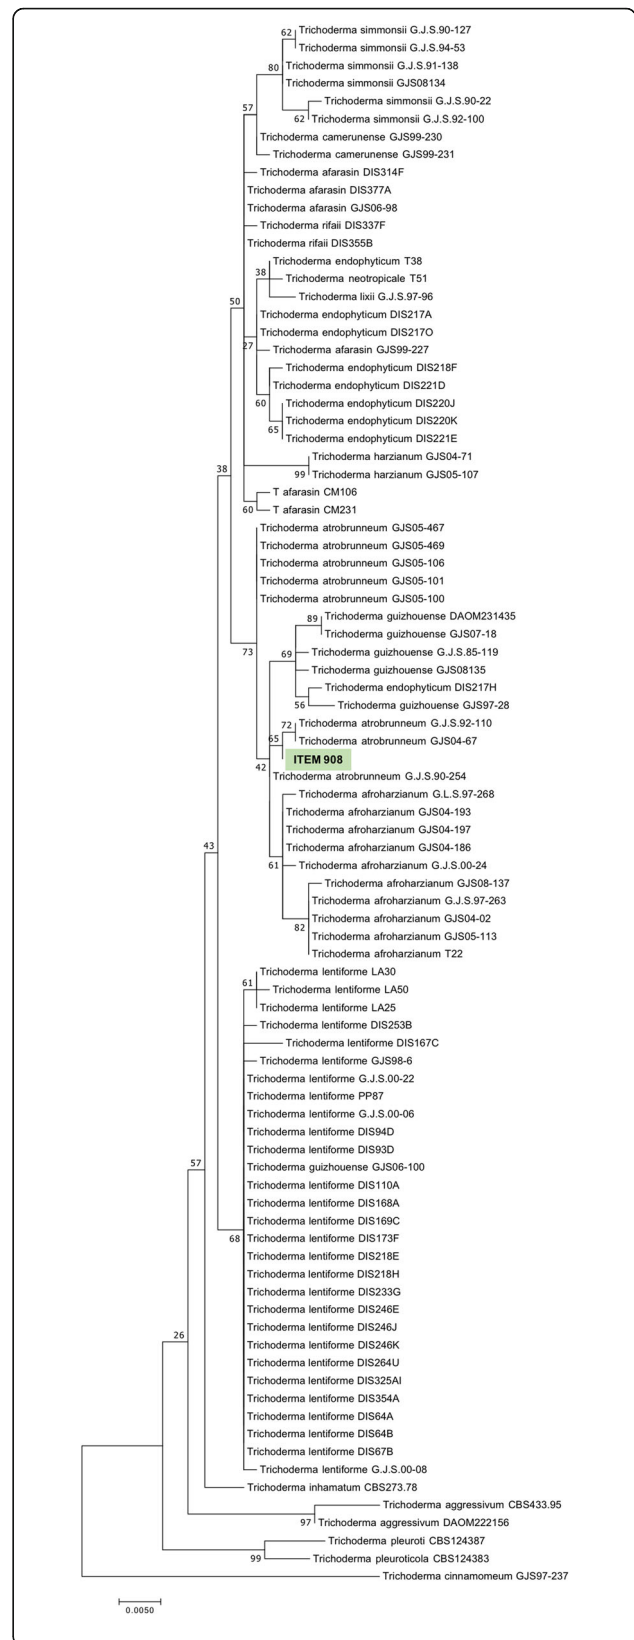 62
Trichoderma simmonsii G.J.S.90-127
Trichoderma simmonsii G.J.S.94-53
80
Trichoderma simmonsii G.J.S.91-138
Trichoderma simmonsii GJS08134
57
Trichoderma simmonsii G.J.S.90-22
62
Trichoderma simmonsii G.J.S.92-100
Trichoderma camerunense GJS99-230
Trichoderma camerunense GJS99-231
Trichoderma afarasin DIS314F
Trichoderma afarasin DIS377A
Trichoderma afarasin GJS06-98
Trichoderma rifaii DIS337F
Trichoderma rifaii DIS355B
38
Trichoderma endophyticum T38
Trichoderma neotropicale T51
Trichoderma lixii G.J.S.97-96
50
Trichoderma endophyticum DIS217A
Trichoderma endophyticum DIS217O
27
Trichoderma afarasin GJS99-227
Trichoderma endophyticum DIS218F
Trichoderma endophyticum DIS221D
60
Trichoderma endophyticum DIS220J
Trichoderma endophyticum DIS220K
65
Trichoderma endophyticum DIS221E
Trichoderma harzianum GJS04-71
38
99
Trichoderma harzianum GJS05-107
T afarasin CM106
60
T afarasin CM231
Trichoderma atrobrunneum GJS05-467
Trichoderma atrobrunneum GJS05-469
Trichoderma atrobrunneum GJS05-106
Trichoderma atrobrunneum GJS05-101
Trichoderma atrobrunneum GJS05-100
89
Trichoderma guizhouense DAOM231435
Trichoderma guizhouense GJS07-18
73
69
Trichoderma guizhouense G.J.S.85-119
Trichoderma guizhouense GJS08135
Trichoderma endophyticum DIS217H
56
Trichoderma guizhouense GJS97-28
72
Trichoderma atrobrunneum G.J.S.92-110
65
Trichoderma atrobrunneum GJS04-67
ITEM 908
42
Trichoderma atrobrunneum G.J.S.90-254
Trichoderma afroharzianum G.L.S.97-268
Trichoderma afroharzianum GJS04-193
Trichoderma afroharzianum GJS04-197
43
Trichoderma afroharzianum GJS04-186
61
Trichoderma afroharzianum G.J.S.00-24
Trichoderma afroharzianum GJS08-137
Trichoderma afroharzianum G.J.S.97-263
Trichoderma afroharzianum GJS04-02
82
Trichoderma afroharzianum GJS05-113
Trichoderma afroharzianum T22
Trichoderma lentiforme LA30
61
Trichoderma lentiforme LA50
Trichoderma lentiforme LA25
Trichoderma lentiforme DIS253B
Trichoderma lentiforme DIS167C
Trichoderma lentiforme GJS98-6
Trichoderma lentiforme G.J.S.00-22
Trichoderma lentiforme PP87
Trichoderma lentiforme G.J.S.00-06
Trichoderma lentiforme DIS94D
Trichoderma lentiforme DIS93D
57
Trichoderma guizhouense GJS06-100
Trichoderma lentiforme DIS110A
Trichoderma lentiforme DIS168A
Trichoderma lentiforme DIS169C
68
Trichoderma lentiforme DIS173F
Trichoderma lentiforme DIS218E
Trichoderma lentiforme DIS218H
Trichoderma lentiforme DIS233G
Trichoderma lentiforme DIS246E
26
Trichoderma lentiforme DIS246J
Trichoderma lentiforme DIS246K
Trichoderma lentiforme DIS264U
Trichoderma lentiforme DIS325AI
Trichoderma lentiforme DIS354A
Trichoderma lentiforme DIS64A
Trichoderma lentiforme DIS64B
Trichoderma lentiforme DIS67B
Trichoderma lentiforme G.J.S.00-08
Trichoderma inhamatum CBS273.78
Trichoderma aggressivum CBS433.95
97
Trichoderma aggressivum DAOM222156
Trichoderma pleuroti CBS124387
99
Trichoderma pleuroticola CBS124383
Trichoderma cinnamomeum GJS97-237
0.0050